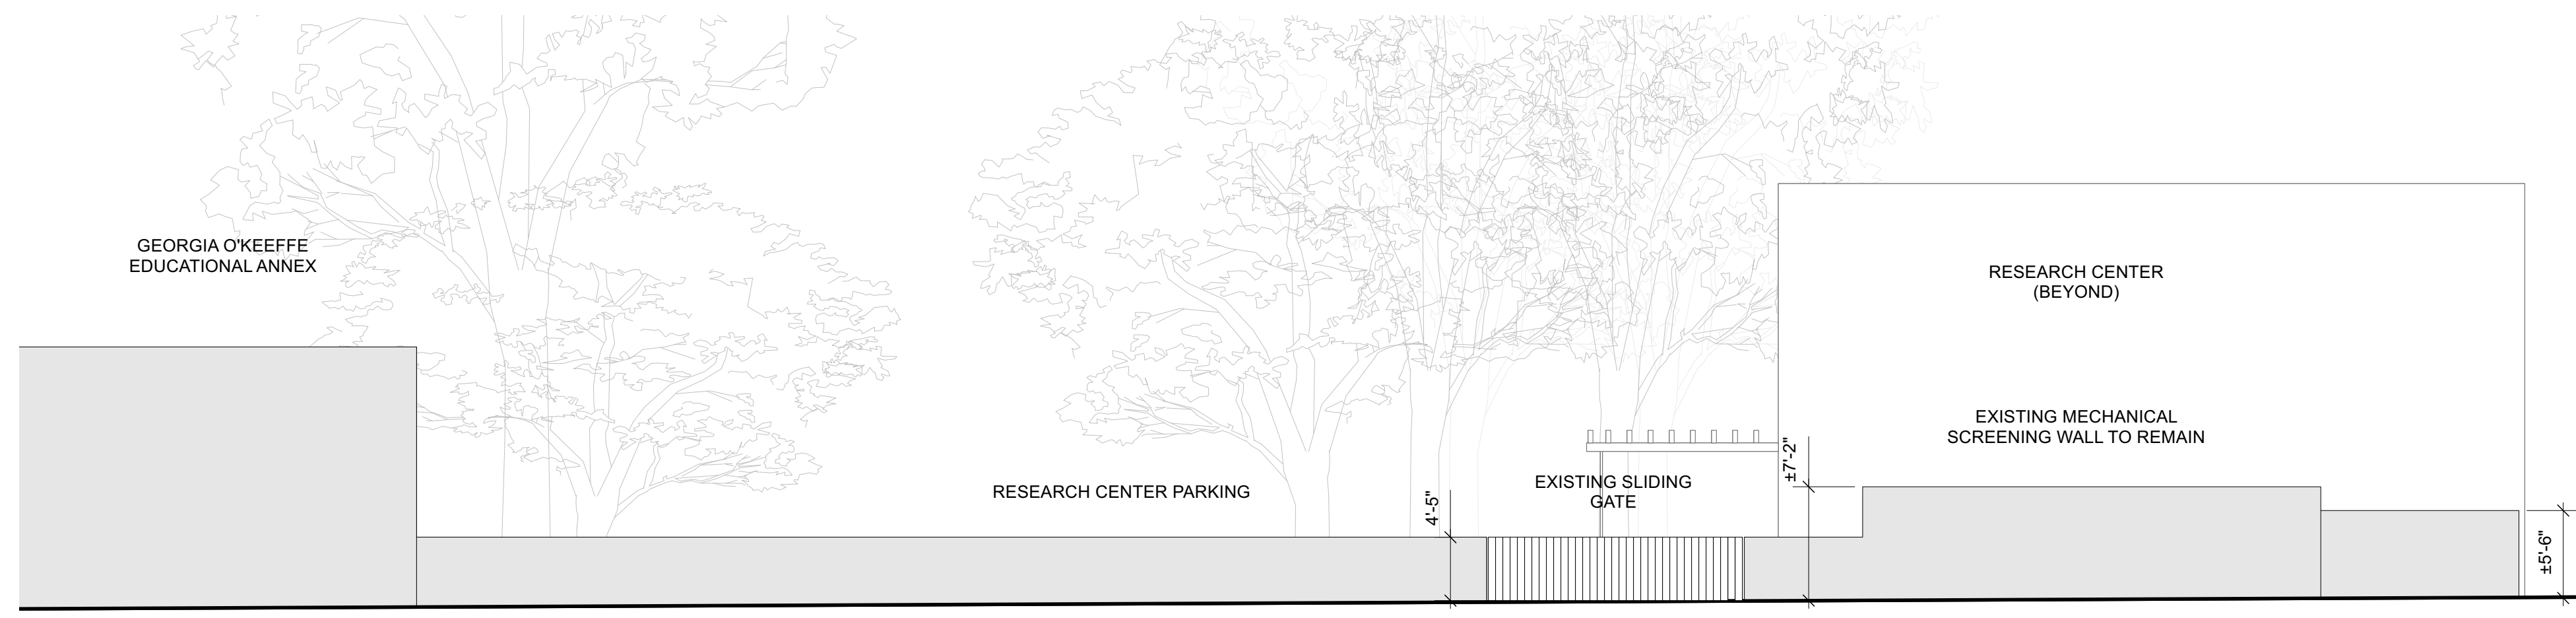 GEORGIA O'KEEFFE
EDUCATIONAL ANNEX
RESEARCH CENTER
(BEYOND)
EXISTING MECHANICAL
SCREENING WALL TO REMAIN
RESEARCH CENTER PARKING
EXISTING SLIDING
GATE
4'-5"
±7'-2"
±5'-6"